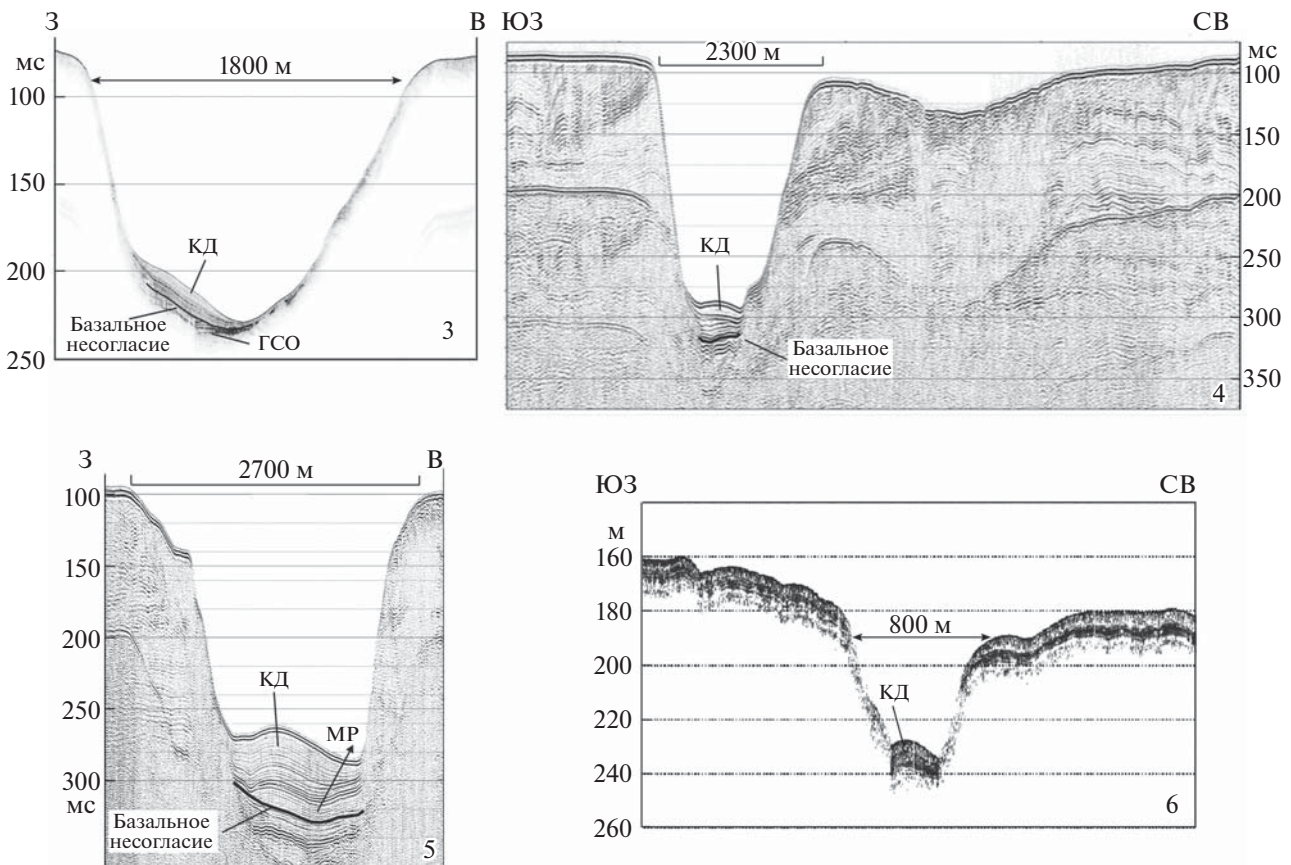 З
В
мс
1800 м
100
150
КД
200
Базальное
несогласие
ГСО
3
250
ЮЗ
СВ
2300 м
мс
100
150
200
КД
250
300
Базальное
несогласие
350
4
З
В
2700 м
100
150
200
КД
250
МР
300
мс
Базальное
несогласие
5
ЮЗ
СВ
м
160
180
800 м
200
КД
220
240
6
260